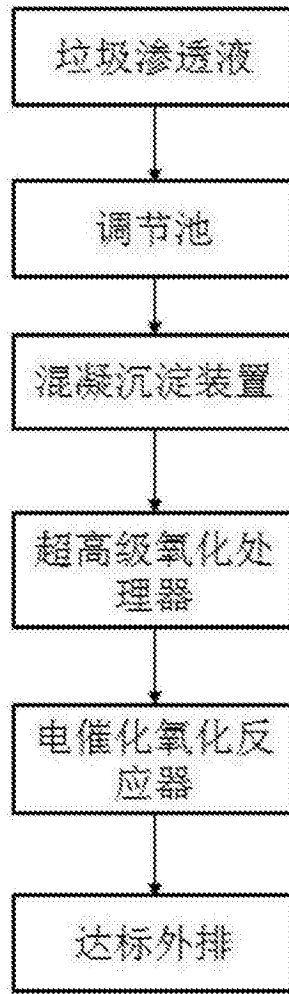 垃圾渗透液
调节池
混凝沉淀装置
超高级氧化处
理器
电催化氧化反
应器
达标外排